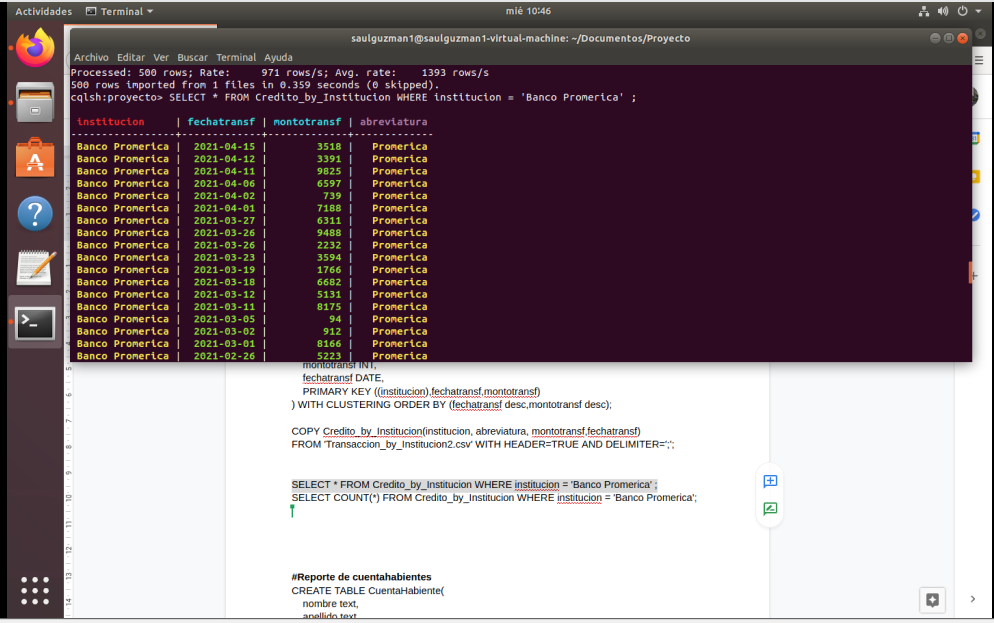 Actividades Terminal mié 10:46
saulguzman1@saulguzman1-virtual-machine: ~/Documentos/Proyecto
Archivo Editar Ver Buscar Terminal Ayuda
Processed: 500 rows; Rate: 971 rows/s; Avg. rate: 1393 rows/s
500 rows imported from 1 files in 0.359 seconds (0 skipped).
cqlsh:proyecto> SELECT * FROM Credito_by_Institucion WHERE institucion = 'Banco Promerica' ;
institucion | fechatransf | montotransf | abreviatura
-----------------+-------------+-------------+-------------
Banco Promerica | 2021-04-15 | 3518 | Promerica
Banco Promerica | 2021-04-12 | 3391 | Promerica
Banco Promerica | 2021-04-11 | 9825 | Promerica
Banco Promerica | 2021-04-06 | 6597 | Promerica
Banco Promerica | 2021-04-02 | 739 | Promerica
Banco Promerica | 2021-04-01 | 7188 | Promerica
Banco Promerica | 2021-03-27 | 6311 | Promerica
Banco Promerica | 2021-03-26 | 9488 | Promerica
Banco Promerica | 2021-03-26 | 2232 | Promerica
Banco Promerica | 2021-03-23 | 3594 | Promerica
Banco Promerica | 2021-03-19 | 1766 | Promerica
Banco Promerica | 2021-03-18 | 6682 | Promerica
Banco Promerica | 2021-03-12 | 5131 | Promerica
Banco Promerica | 2021-03-11 | 8175 | Promerica
Banco Promerica | 2021-03-05 | 94 | Promerica
Banco Promerica | 2021-03-02 | 912 | Promerica
Banco Promerica | 2021-03-01 | 8166 | Promerica
Banco Promerica | 2021-02-26 | 5223 | Promerica
montotransf INT,
fechatransf DATE,
PRIMARY KEY ((institucion),fechatransf,montotransf)
) WITH CLUSTERING ORDER BY (fechatransf desc,montotransf desc);
COPY Credito_by_Institucion(institucion, abreviatura, montotransf,fechatransf)
FROM 'Transaccion_by_Institucion2.csv' WITH HEADER=TRUE AND DELIMITER=';';
SELECT * FROM Credito_by_Institucion WHERE institucion = 'Banco Promerica' ;
SELECT COUNT(*) FROM Credito_by_Institucion WHERE institucion = 'Banco Promerica';
#Reporte de cuentahabientes
CREATE TABLE CuentaHabiente(
nombre text,
apellido text,